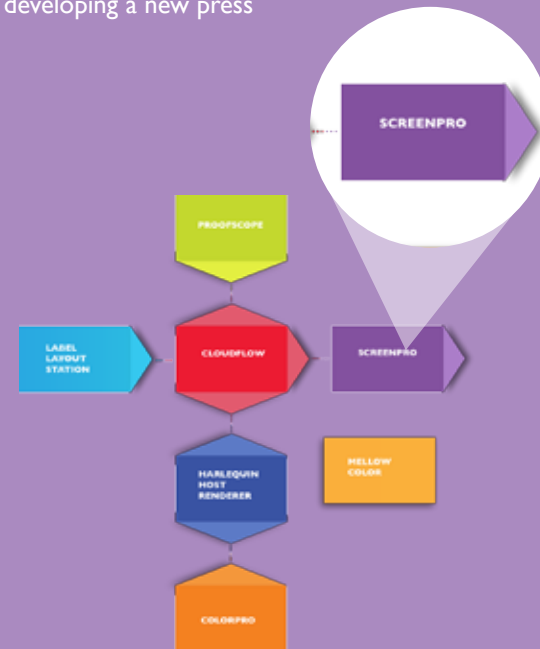 developing a new press
SCREENPRO
PROOFSCOPE
LABEL
LAYOUT
STATION
CLOUDFLOW
SCREENPRO
HARLEQUIN
HOST
RENDERER
MELLOW
COLOR
COLORPRO